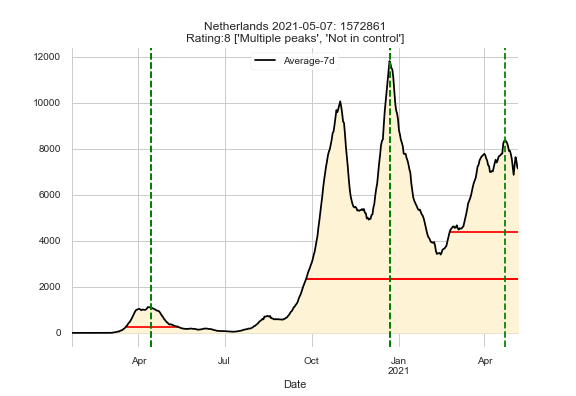 Netherlands 2021-05-07: 1572861
Rating:8 ['Multiple peaks', 'Not in control']
Average-7d
12000
10000
8000
6000
4000
2000
0
Apr Jul Oct Jan Apr
2021
Date